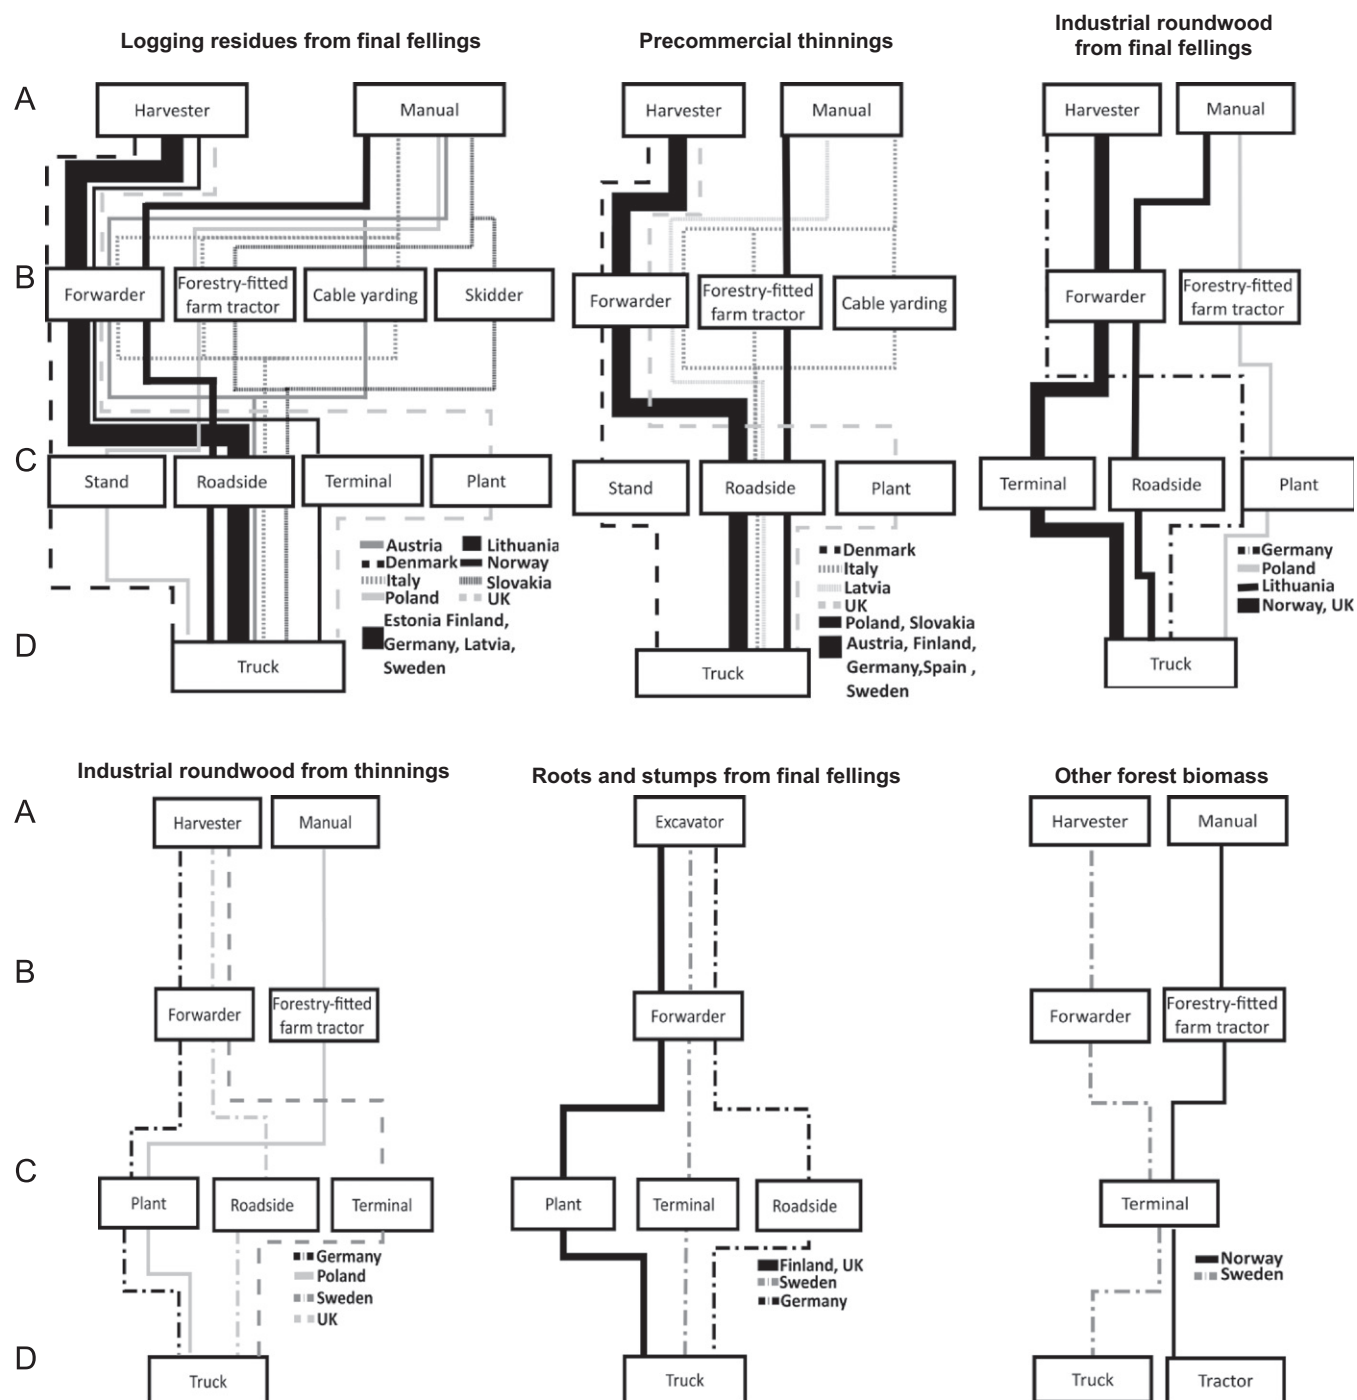 Logging residues from final fellings
Precommercial thinnings
Industrial roundwood
from final fellings
A
Harvester
Manual
Harvester
Manual
Harvester
Manual
B
Forwarder
Forestry-fitted
farm tractor
Cable yarding
Skidder
Forwarder
Forestry-fitted
farm tractor
Cable yarding
Forwarder
Forestry-fitted
farm tractor
C
Stand
Roadside
Terminal
Plant
Stand
Roadside
Plant
Terminal
Roadside
Plant
Austria
Denmark
Italy
Poland
Lithuania
Norway
Slovakia
UK
Estonia Finland,
Germany, Latvia,
Sweden
Denmark
Italy
Latvia
UK
Poland, Slovakia
Austria, Finland,
Germany,Spain ,
Sweden
Germany
Poland
Lithuania
Norway, UK
D
Truck
Truck
Truck
Industrial roundwood from thinnings
Roots and stumps from final fellings
Other forest biomass
A
Harvester
Manual
Excavator
Harvester
Manual
B
Forwarder
Forestry-fitted
farm tractor
Forwarder
Forwarder
Forestry-fitted
farm tractor
C
Plant
Roadside
Terminal
Plant
Terminal
Roadside
Terminal
Germany
Poland
Sweden
UK
Finland, UK
Sweden
Germany
Norway
Sweden
D
Truck
Truck
Truck
Tractor